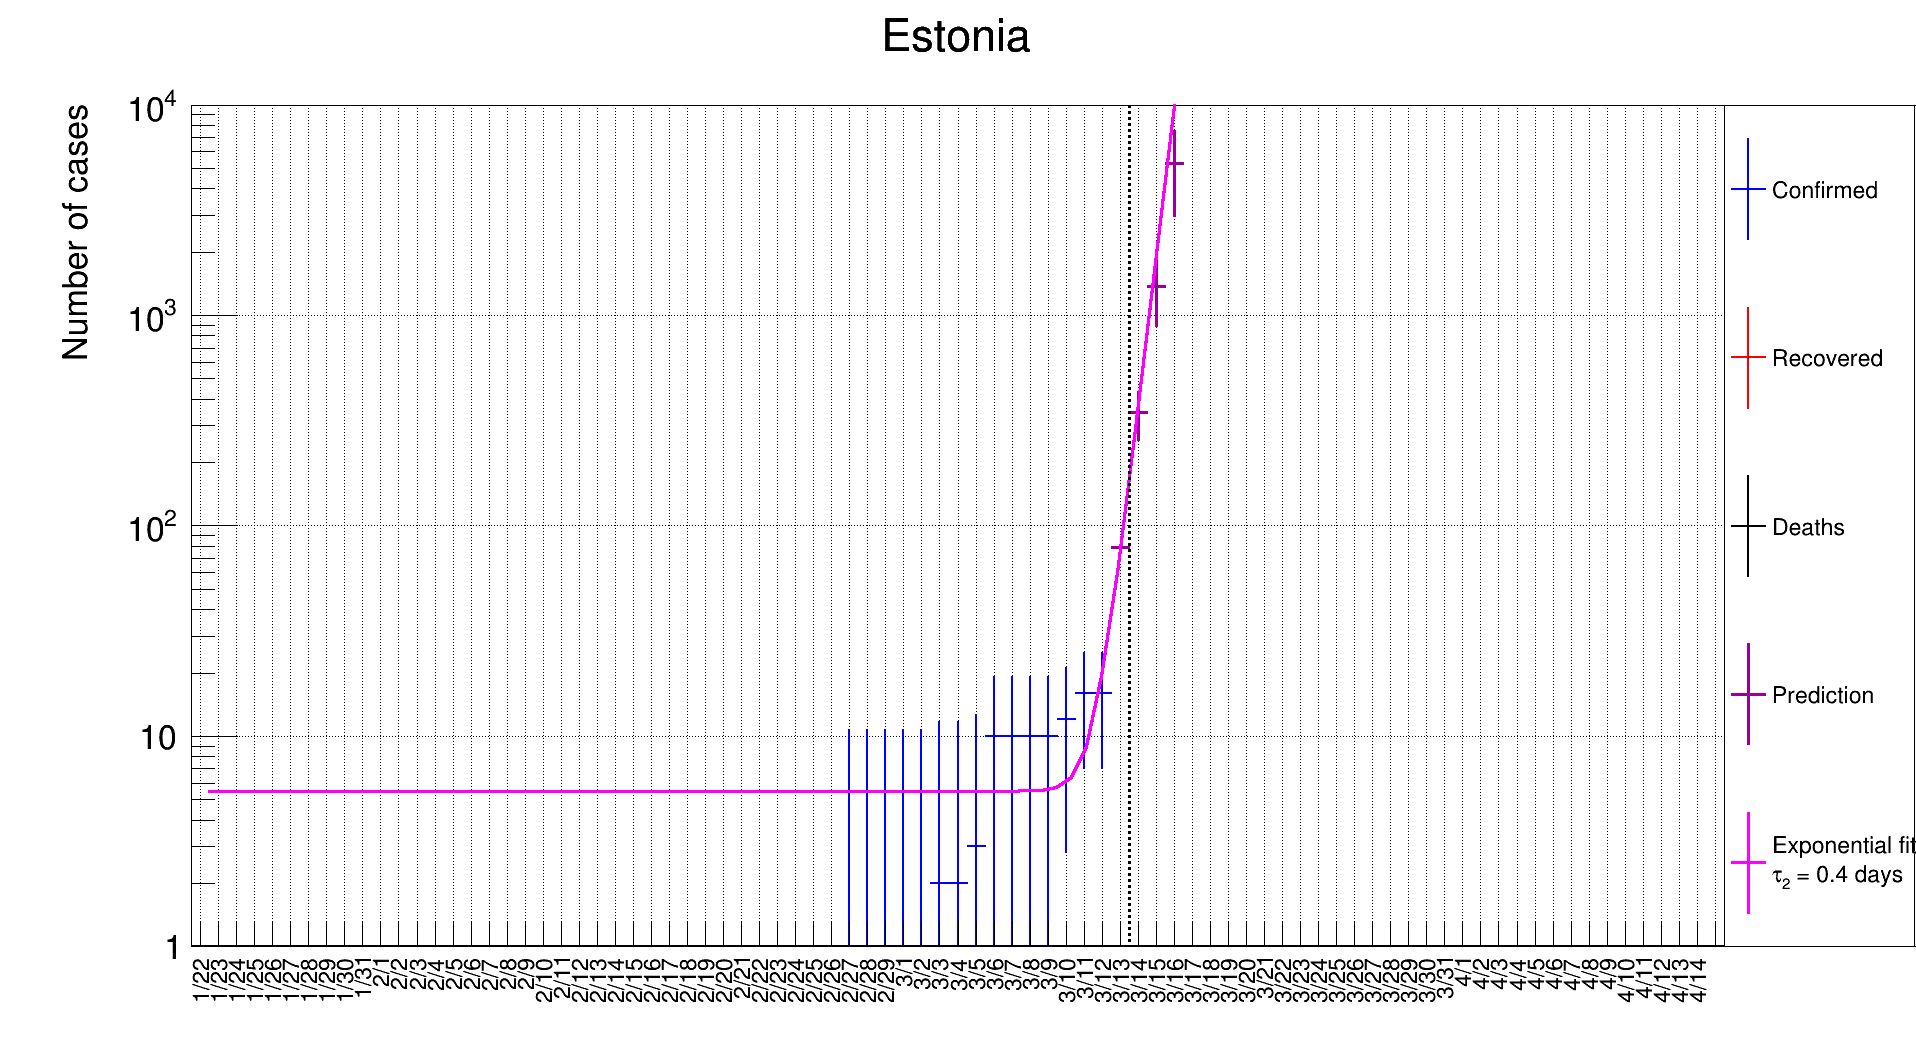 Estonia
Number of cases
10⁴
10³
10²
10
1
1/22 1/23 1/24 1/25 1/26 1/27 1/28 1/29 1/30 1/31 2/1 2/2 2/3 2/4 2/5 2/6 2/7 2/8 2/9 2/10 2/11 2/12 2/13 2/14 2/15 2/16 2/17 2/18 2/19 2/20 2/21 2/22 2/23 2/24 2/25 2/26 2/27 2/28 2/29 3/1 3/2 3/3 3/4 3/5 3/6 3/7 3/8 3/9 3/10 3/11 3/12 3/13 3/14 3/15 3/16 3/17 3/18 3/19 3/20 3/21 3/22 3/23 3/24 3/25 3/26 3/27 3/28 3/29 3/30 3/31 4/1 4/2 4/3 4/4 4/5 4/6 4/7 4/8 4/9 4/10 4/11 4/12 4/13 4/14
Confirmed
Recovered
Deaths
Prediction
Exponential fit
τ₂ = 0.4 days